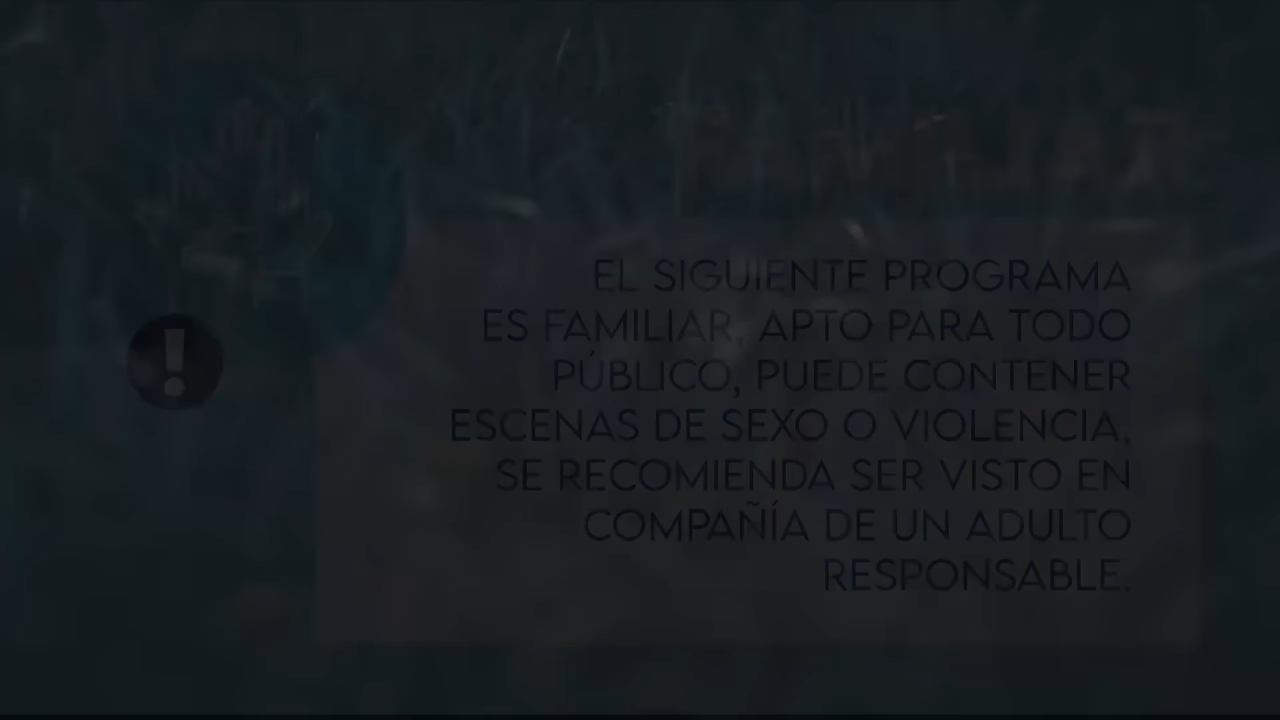 !
EL SIGUIENTE PROGRAMA
ES FAMILIAR, APTO PARA TODO
PÚBLICO, PUEDE CONTENER
ESCENAS DE SEXO O VIOLENCIA,
SE RECOMIENDA SER VISTO EN
COMPAÑÍA DE UN ADULTO
RESPONSABLE.